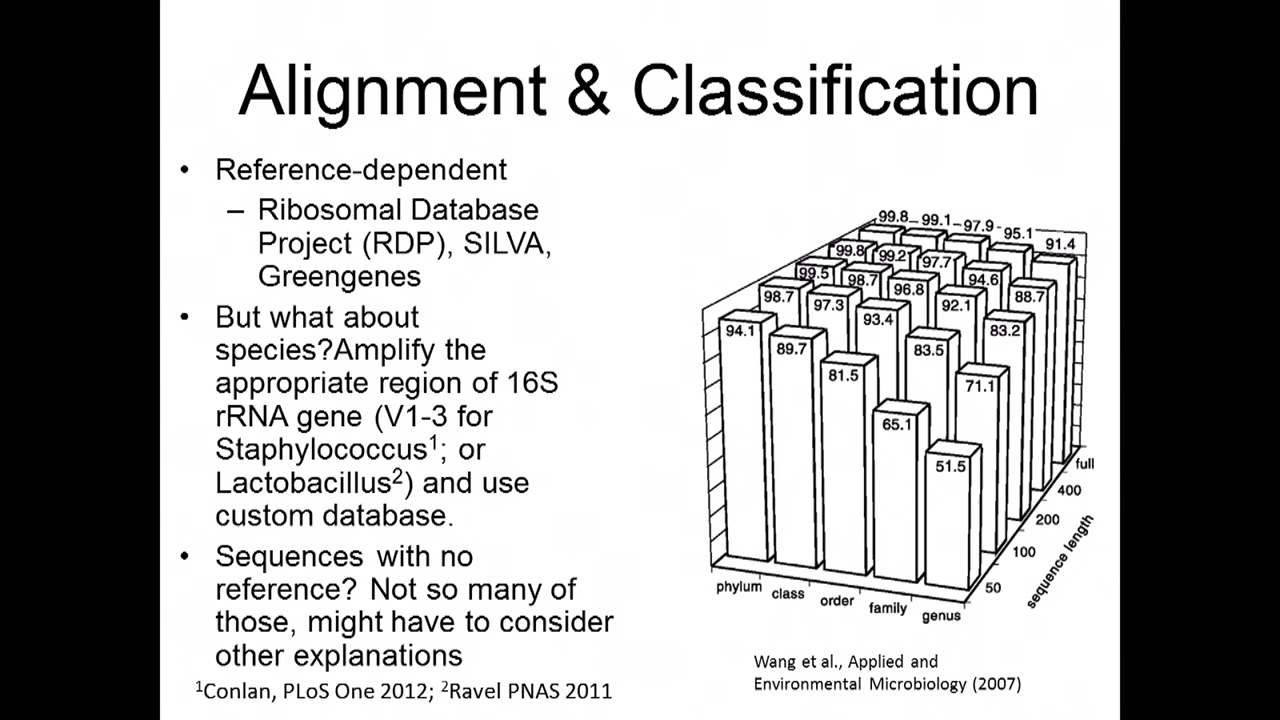 Alignment & Classification
• Reference-dependent
– Ribosomal Database
Project (RDP), SILVA,
Greengenes
• But what about
species?Amplify the
appropriate region of 16S
rRNA gene (V1-3 for
Staphylococcus¹; or
Lactobacillus²) and use
custom database.
• Sequences with no
reference? Not so many of
those, might have to consider
other explanations
¹Conlan, PLoS One 2012; ²Ravel PNAS 2011
99.8 99.1 97.9 95.1 91.4
99.8 99.2 97.7 94.6 88.7
99.5 98.7 96.8 92.1 83.2
98.7 97.3 93.4 83.5 71.1
94.1 89.7 81.5 65.1 51.5
full
400
200
100
50
sequence length
phylum class order family genus
Wang et al., Applied and
Environmental Microbiology (2007)